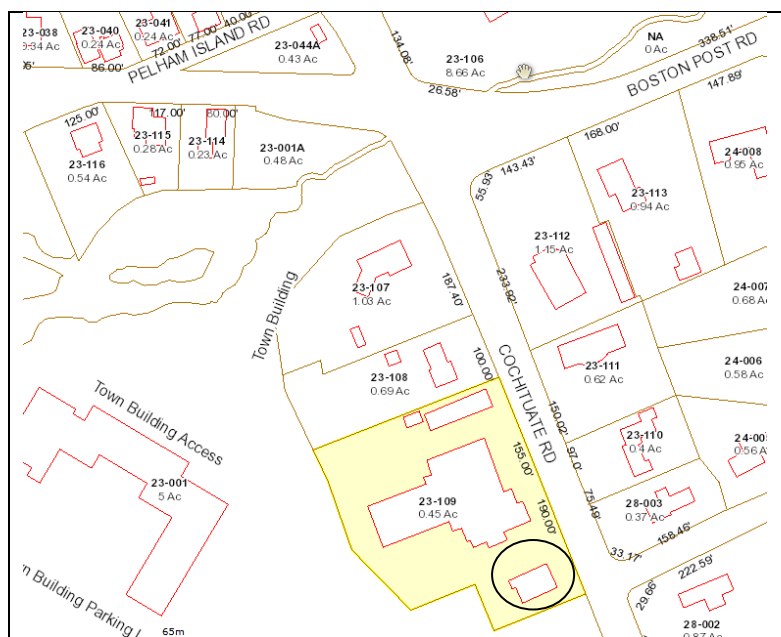 23-038
0.34 Ac
23-040
0.24 Ac
86.00'
23-041
0.24 Ac
72.00'
77.00'
40.00'
PELHAM ISLAND RD
23-044A
0.43 Ac
134.08'
26.58'
23-106
8.66 Ac
NA
0Ac
338.51'
BOSTON POST RD
147.89'
125.00'
23-116
0.54 Ac
117.00'
23-115
0.28 Ac
80.00'
23-114
0.23 Ac
23-001A
0.48 Ac
168.00'
143.43'
55.93'
24-008
0.95 Ac
23-113
0.94 Ac
23-112
1.15 Ac
233.92'
187.40'
23-107
1.03 Ac
Town Building
24-007
0.68 Ac
COCHITUATE RD
100.00'
23-108
0.69 Ac
23-111
0.62 Ac
24-006
0.58 Ac
Town Building Access
150.02'
97.0'
75.49'
23-110
0.4 Ac
0.56
155.00'
190.00'
23-001
5 Ac
23-109
0.45 Ac
28-003
0.37 Ac
33.17'
158.46'
29.66'
222.59'
28-002
0.87 Ac
n Building Parking L
65m